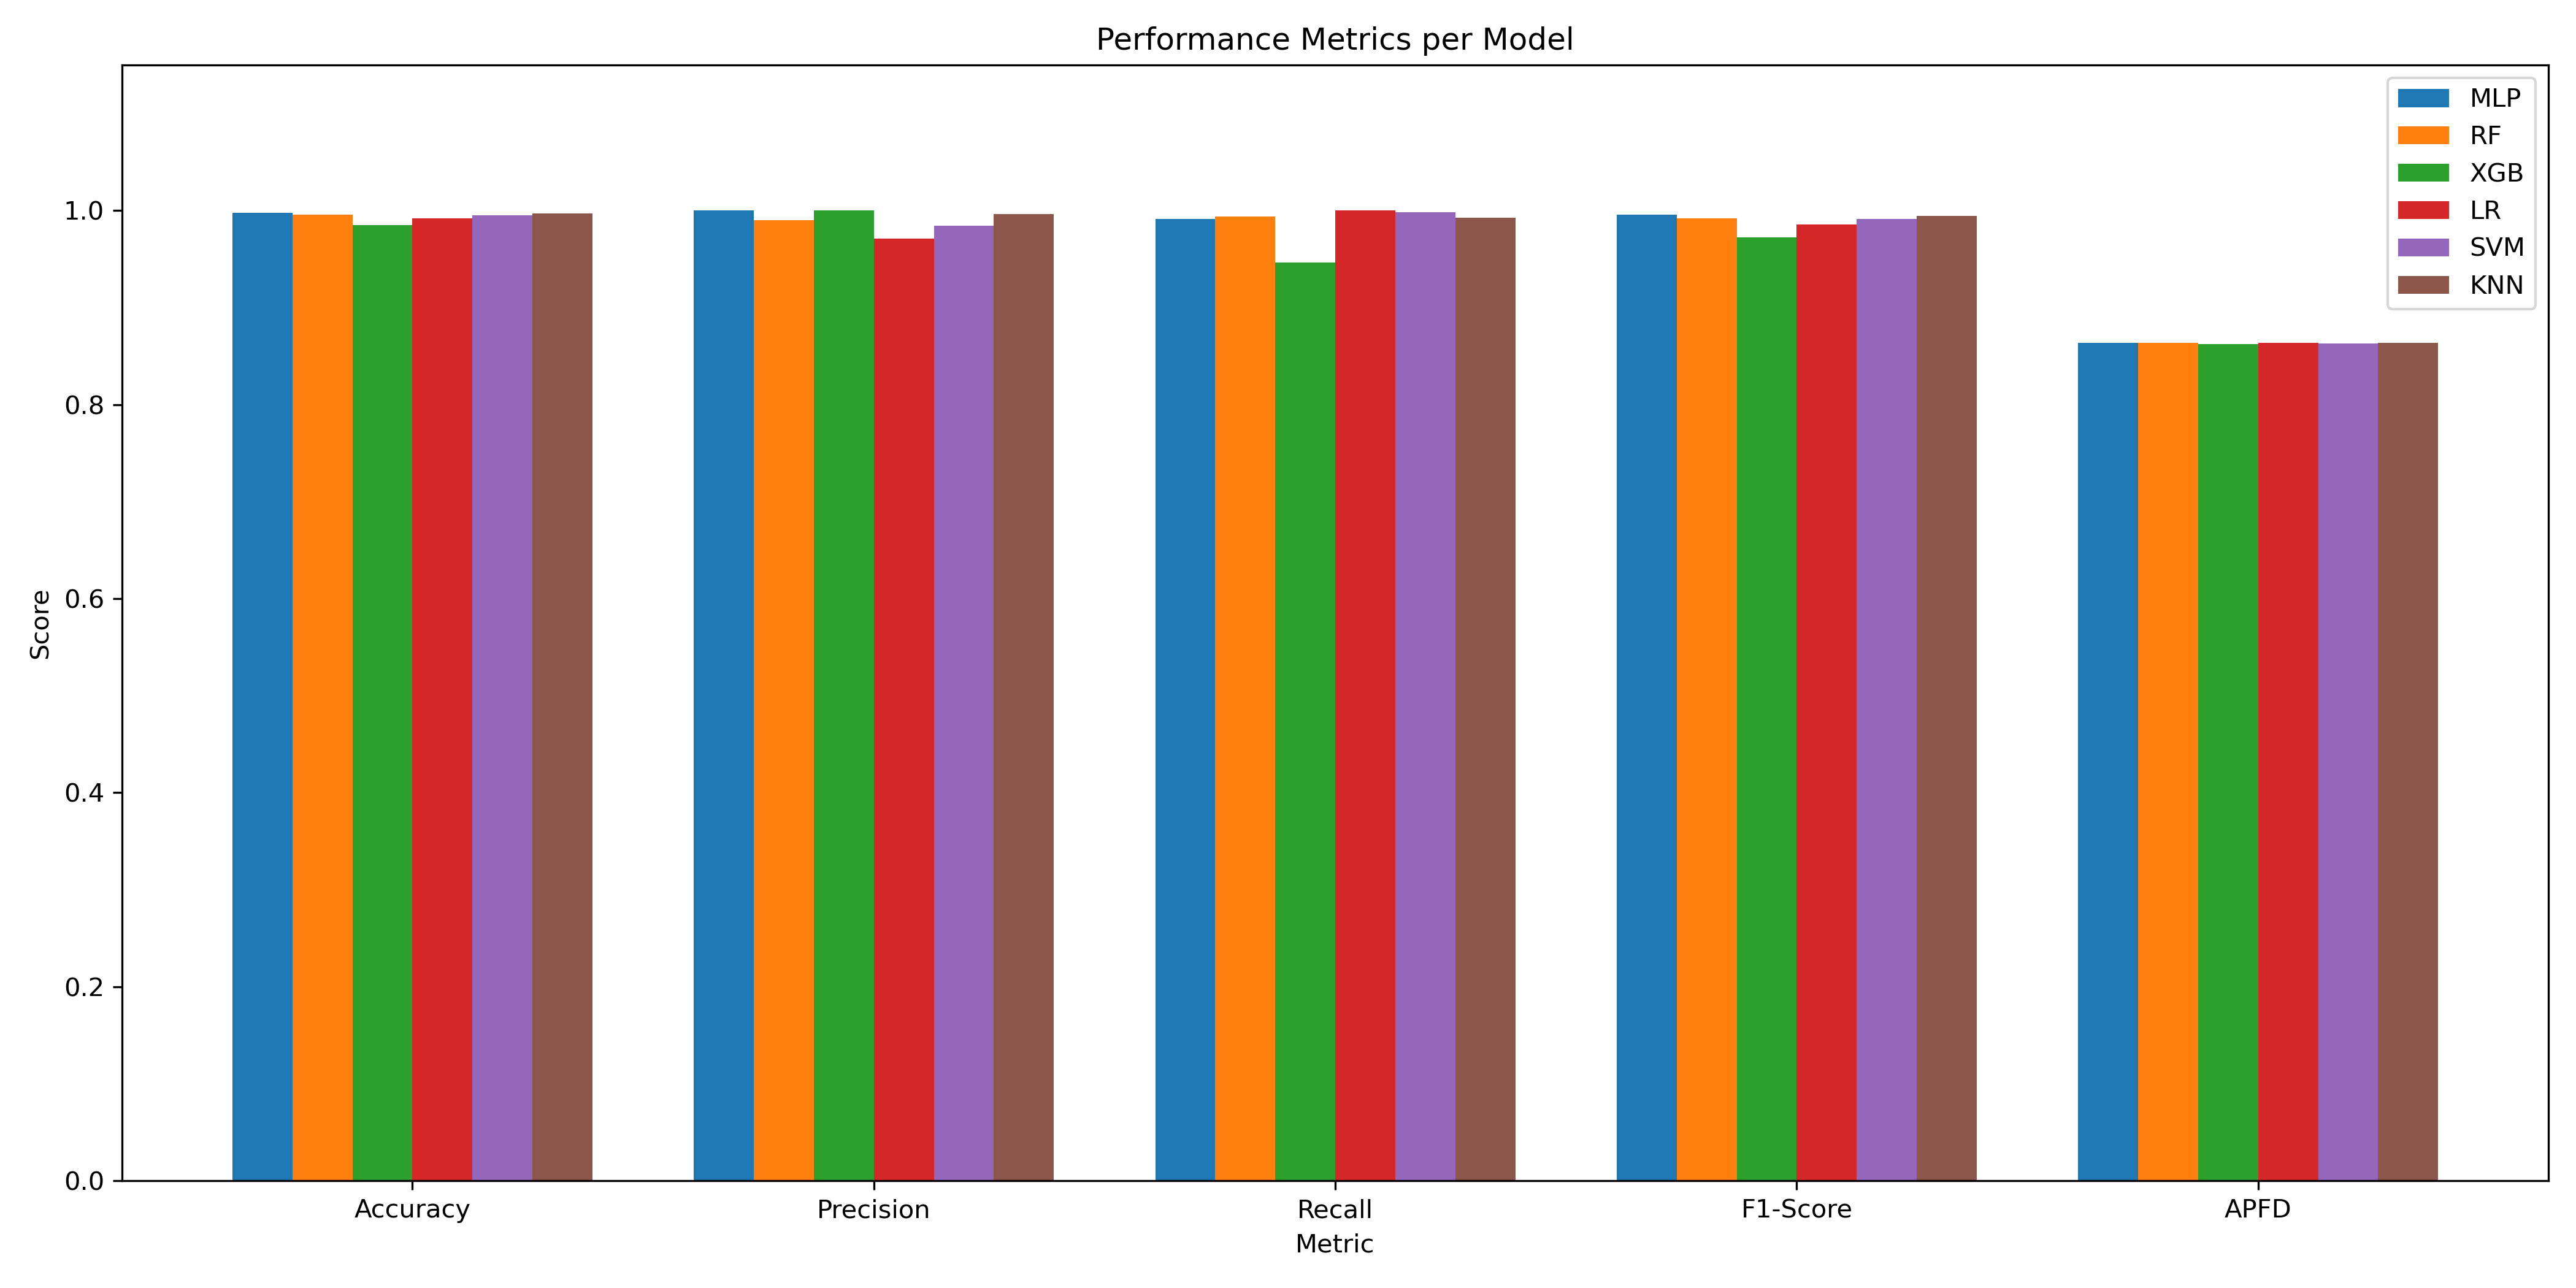 Performance Metrics per Model
MLP
RF
XGB
LR
SVM
KNN
Score
1.0
0.8
0.6
0.4
0.2
0.0
Accuracy
Precision
Recall
F1-Score
APFD
Metric